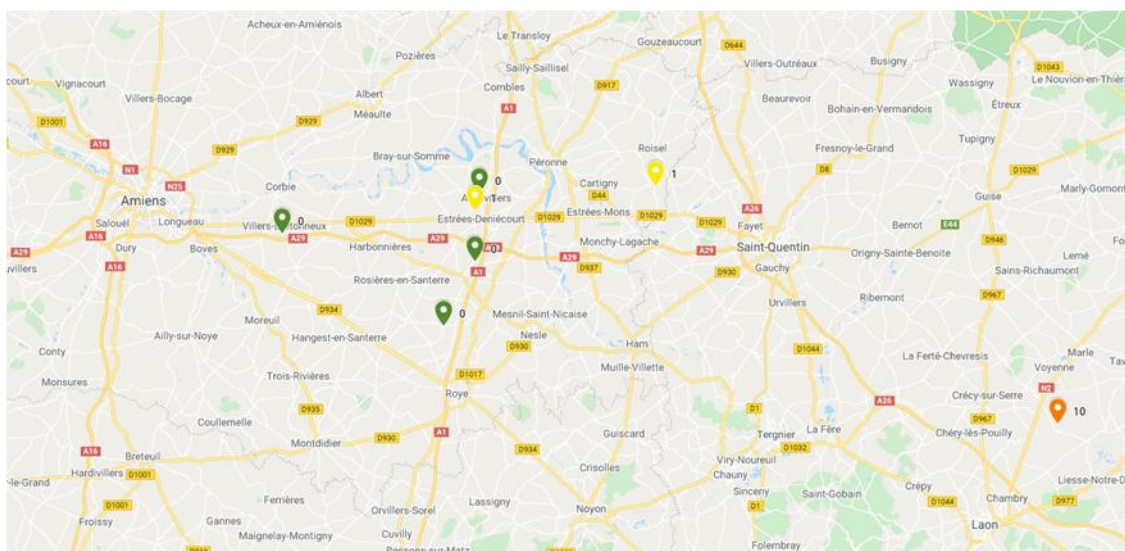 Acheux-en-Amiénois
Le Transloy
Gouzeaucourt
D644
Villers-Outréaux
Busigny
D1043
Pozières
Sailly-Saillisel
Wassigny
Le Nouvion-en-Thiéra
court
Vignacourt
Villers-Bocage
Albert
Combles
D917
Beaurevoir
Étreux
Méaulte
A1
Bohain-en-Vermandois
D1001
D929
Tupigny
A16
D929
Roisel
Fresnoy-le-Grand
N1
Bray-sur-Somme
Péronne
D8
D1029
N25
Corbie
0
1
Cartigny
Guise
Marly-Gomont
Amiens
D44
A26
1
Salouël
Longueau
0
D1029
Estrées-Deniécourt
D1029
Estrées-Mons
D1029
D1029
Fayet
Bernot
E44
A16
Villers-Bretonneux
A29
A29
Monchy-Lagache
Saint-Quentin
D946
A29
Dury
Boves
Harbonnières
0
A29
A29
Origny-Sainte-Benoite
Lemé
A16
A1
D937
D930
Gauchy
Sains-Richaumont
Rosières-en-Santerre
Ribemont
D967
D934
0
Mesnil-Saint-Nicaise
Urvillers
Moreuil
Nesle
Ailly-sur-Noye
Hangest-en-Santerre
D930
Ham
D1044
Conty
La Ferté-Chevresis
Marle
Muille-Villette
Voyenne
Monsures
Trois-Rivières
D1017
N2
Roye
Crécy-sur-Serre
A26
D935
D1
10
Coullemelle
D967
La Fère
A1
Guiscard
Tergnier
Chéry-lès-Pouilly
Montdidier
D930
D934
D1032
A16
Breteuil
Viry-Noureuil
Crisolles
Hardivillers
D1001
Chauny
Crépy
Liesse-Notre-D
-le-Grand
Sinceny
Saint-Gobain
Ferrières
Lassigny
D1044
Chambry
D977
D1001
Orvillers-Sorel
Noyon
D1
Froissy
Gannes
Laon
Maignelay-Montigny
Cuvilly
Folembray